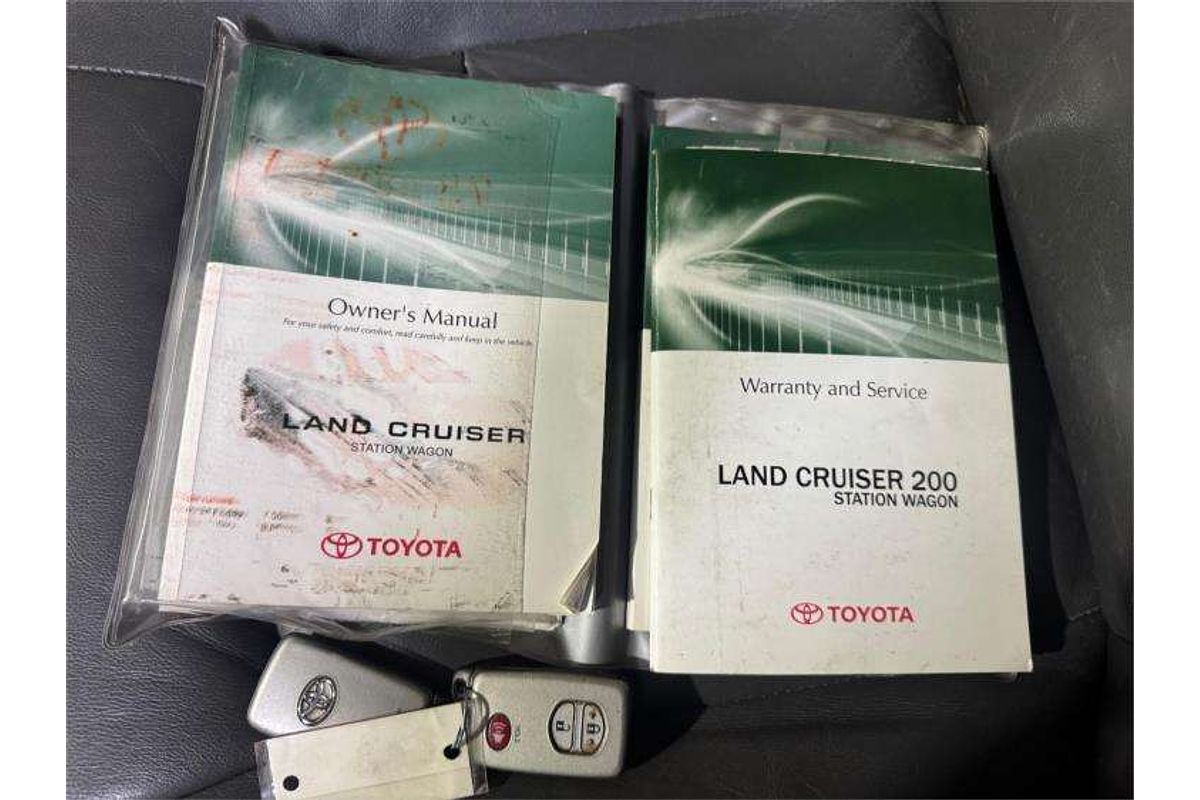 Owner's Manual
For your safety and comfort, read carefully and keep in the vehicle.
LAND CRUISER
STATION WAGON
TOYOTA
Warranty and Service
LAND CRUISER 200
STATION WAGON
TOYOTA